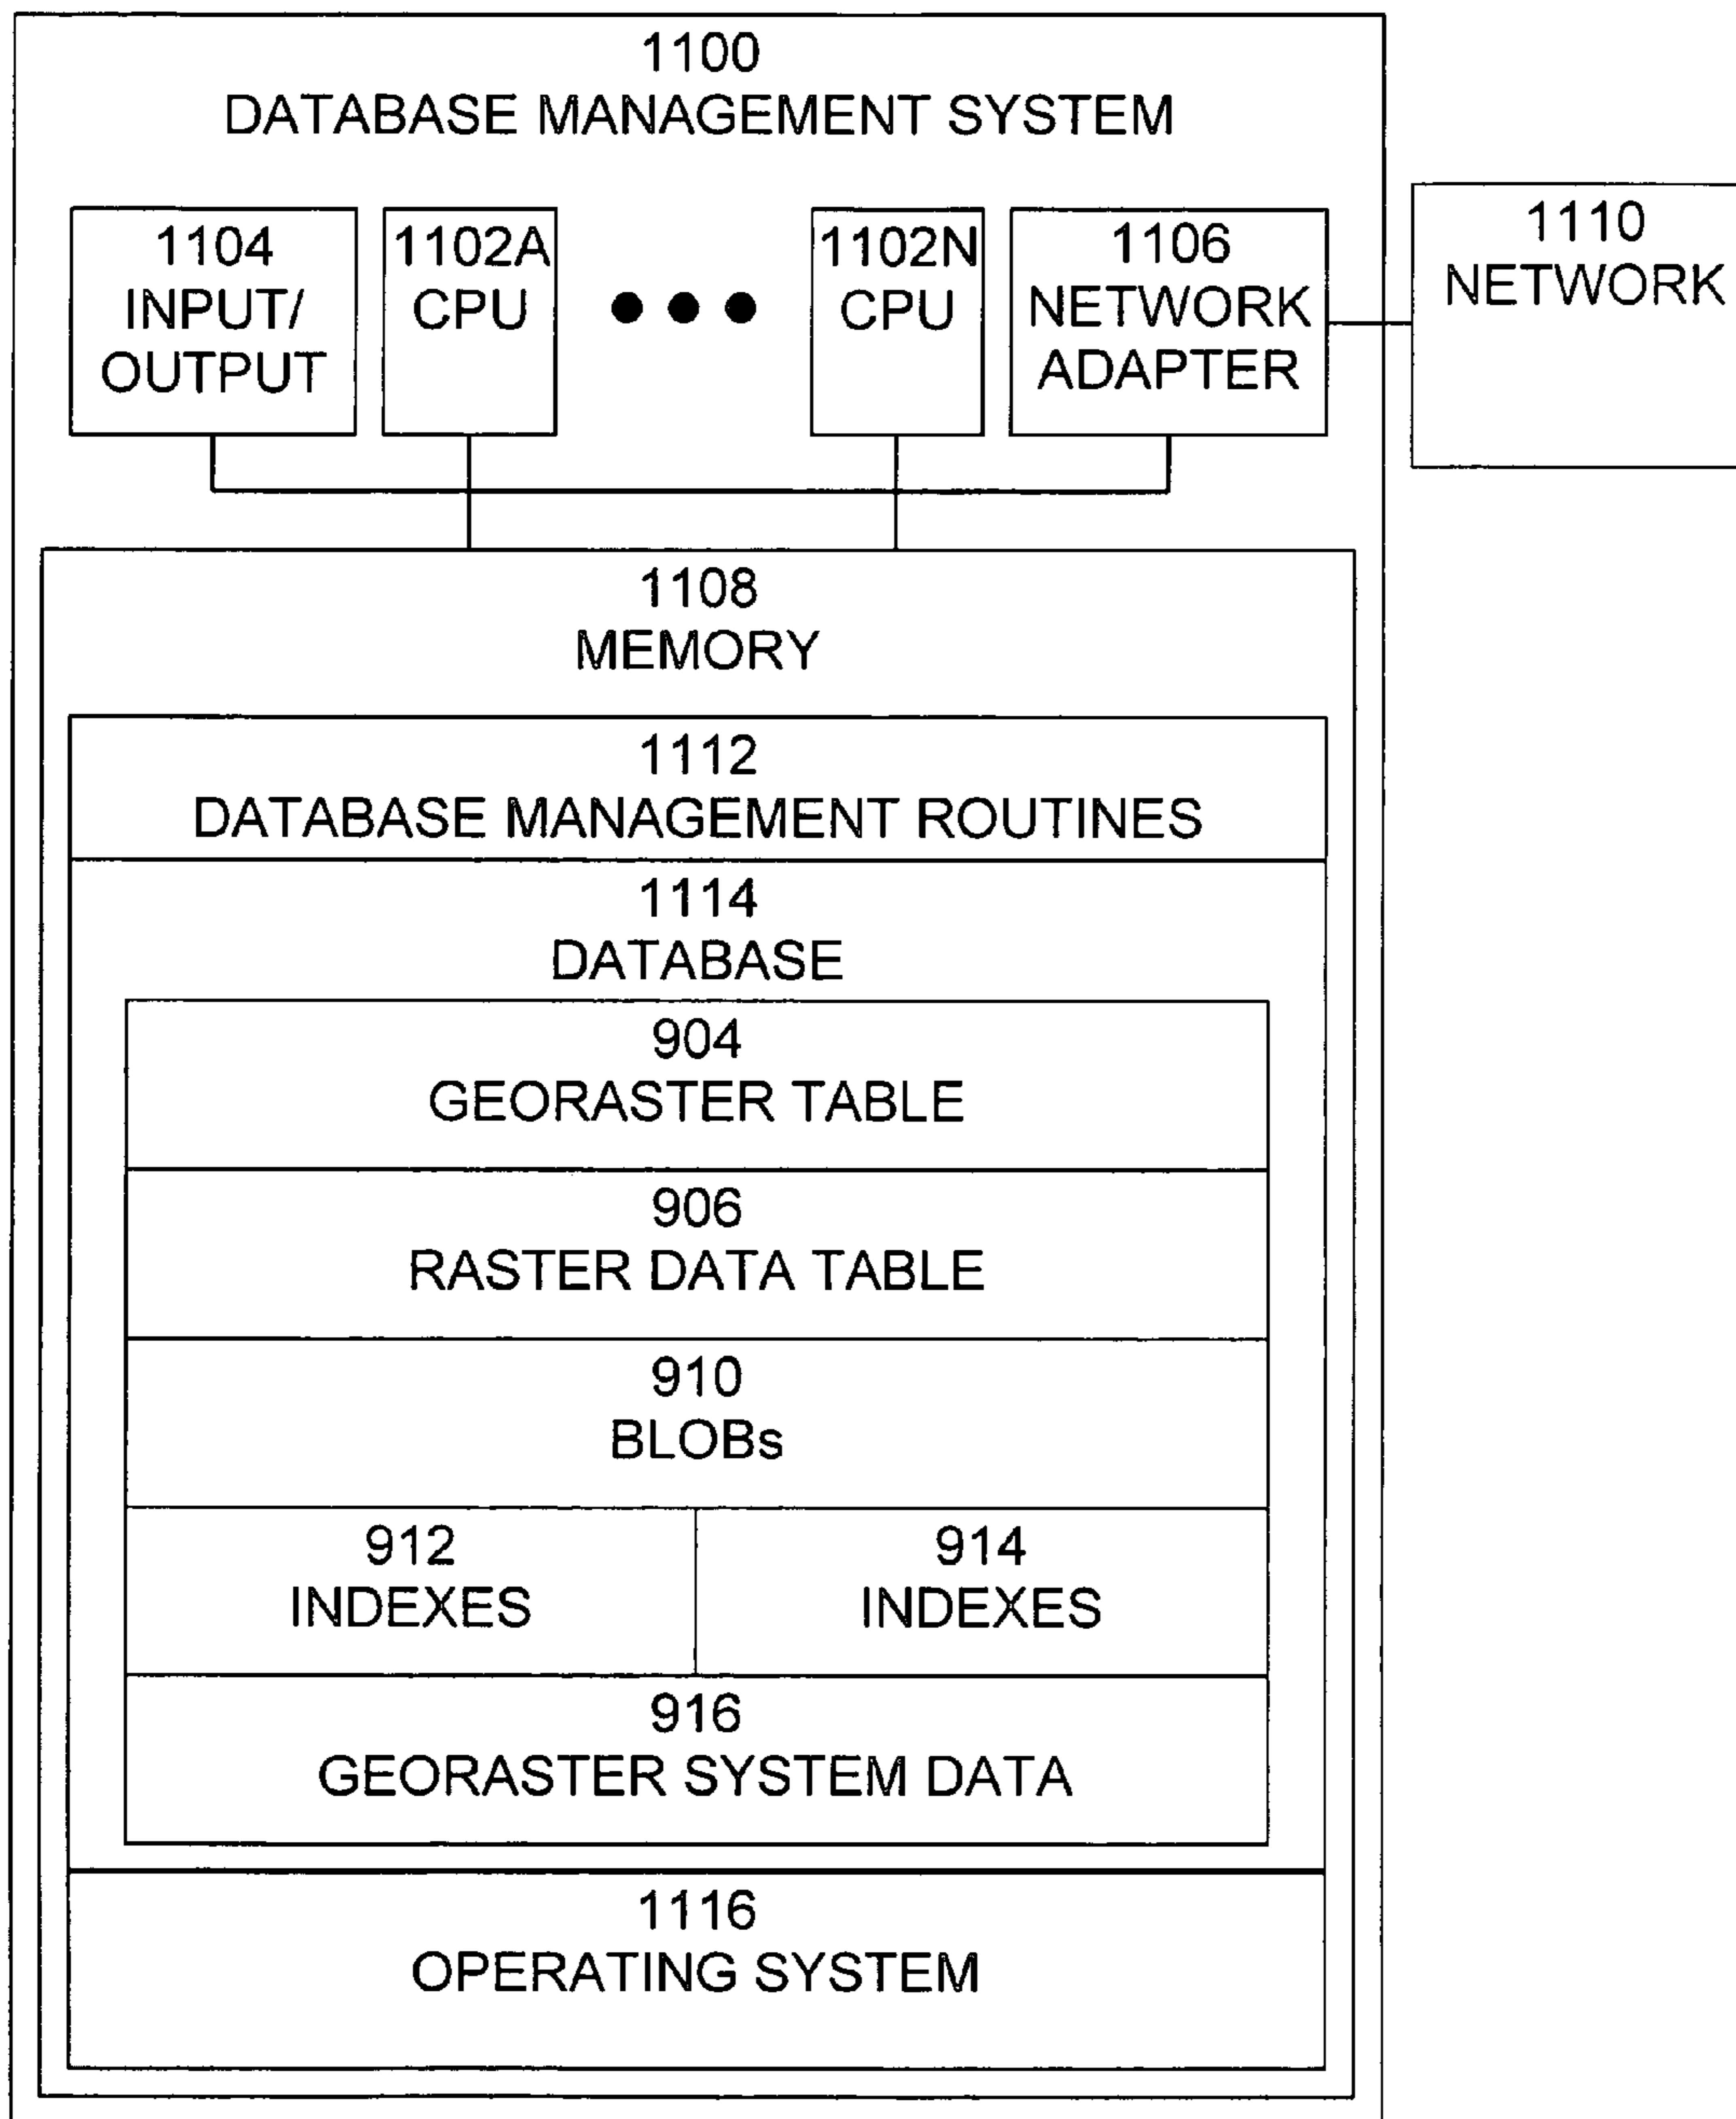 1100
DATABASE MANAGEMENT SYSTEM
1104
INPUT/
OUTPUT
1102A
CPU
1102N
CPU
1106
NETWORK
ADAPTER
1110
NETWORK
1108
MEMORY
1112
DATABASE MANAGEMENT ROUTINES
1114
DATABASE
904
GEORASTER TABLE
906
RASTER DATA TABLE
910
BLOBs
912
INDEXES
914
INDEXES
916
GEORASTER SYSTEM DATA
1116
OPERATING SYSTEM